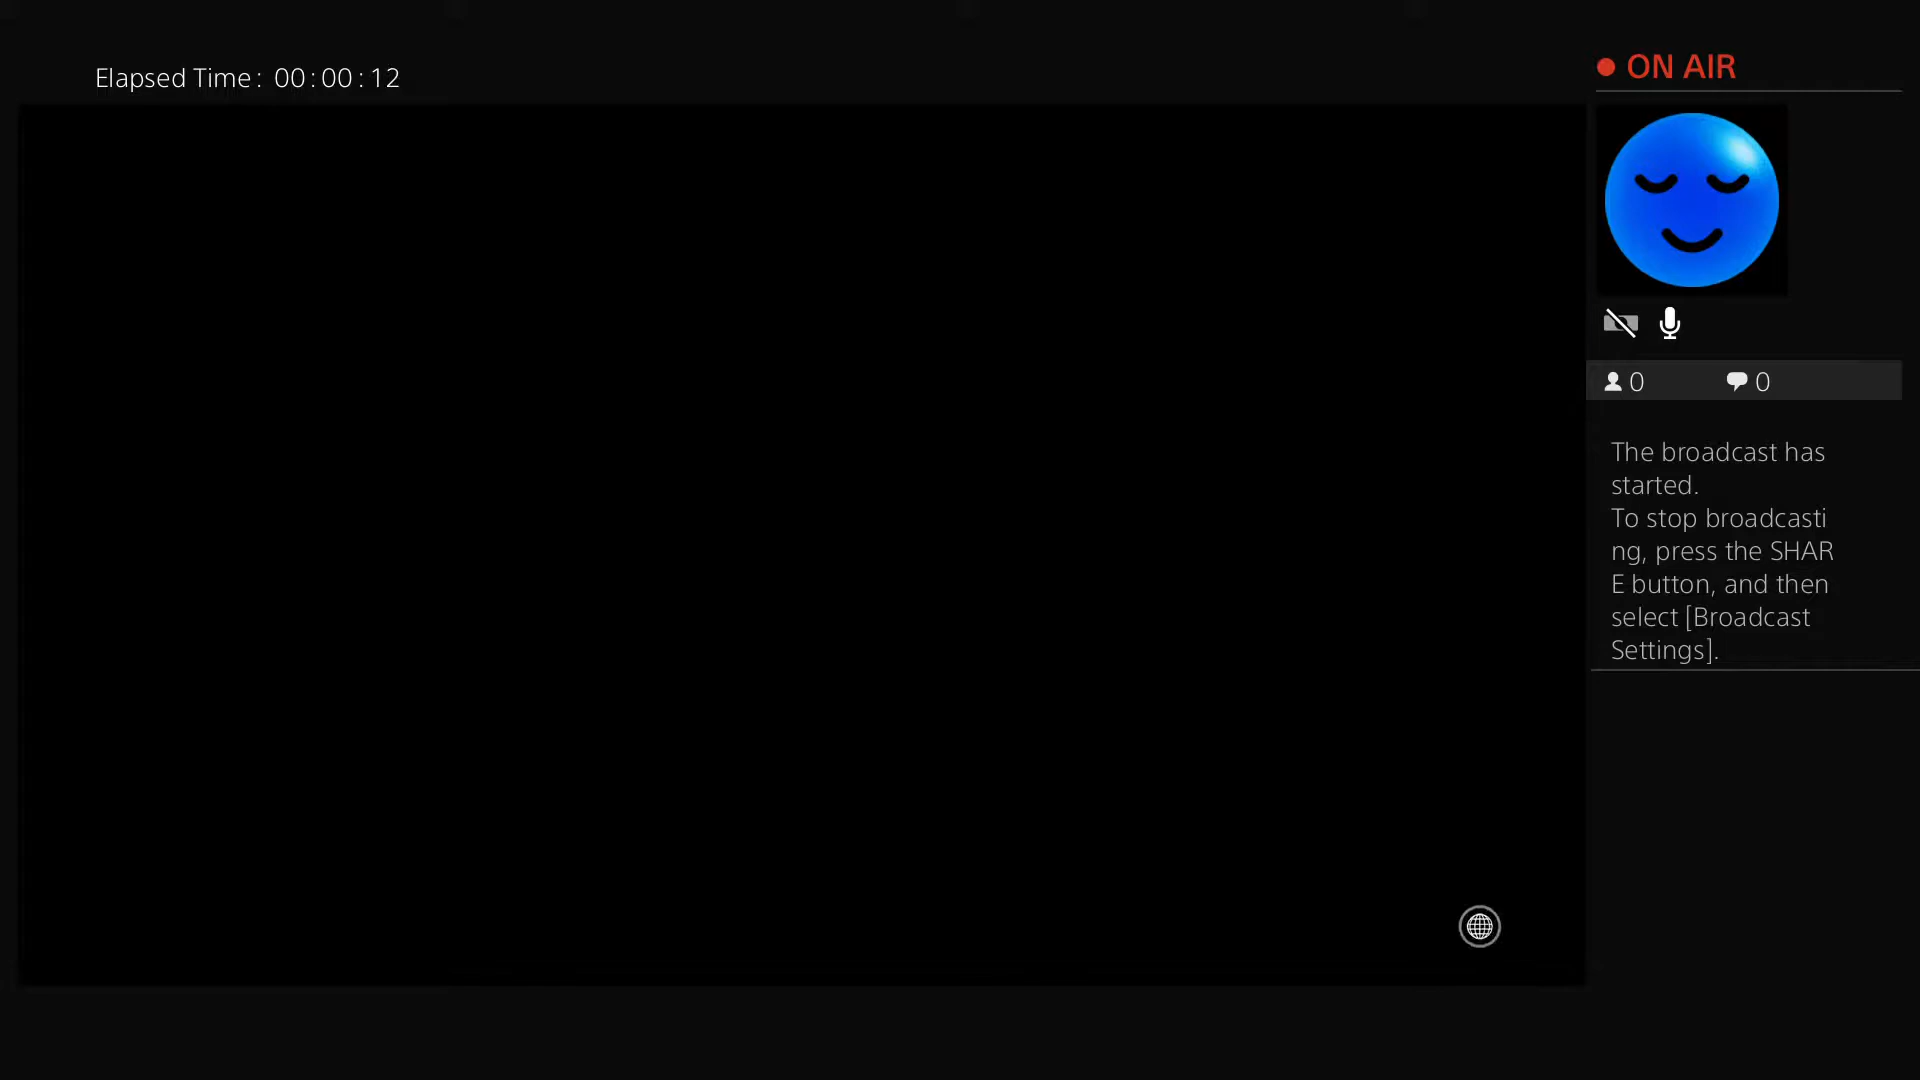 Elapsed Time: 00:00:12
ON AIR
0 0
The broadcast has
started.
To stop broadcasti
ng, press the SHAR
E button, and then
select [Broadcast
Settings].